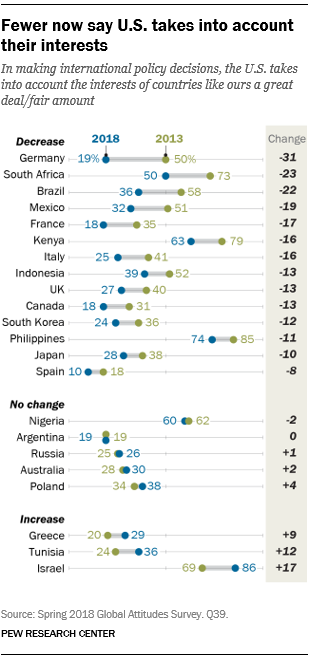 Fewer now say U.S. takes into account
their interests
In making international policy decisions, the U.S. takes
into account the interests of countries like ours a great
deal/fair amount
Decrease 2018 2013 Change
Germany 19% 50% -31
South Africa 50 73 -23
Brazil 36 58 -22
Mexico 32 51 -19
France 18 35 -17
Kenya 63 79 -16
Italy 25 41 -16
Indonesia 39 52 -13
UK 27 40 -13
Canada 18 31 -13
South Korea 24 36 -12
Philippines 74 85 -11
Japan 28 38 -10
Spain 10 18 -8
No change
Nigeria 60 62 -2
Argentina 19 19 0
Russia 25 26 +1
Australia 28 30 +2
Poland 34 38 +4
Increase
Greece 20 29 +9
Tunisia 24 36 +12
Israel 69 86 +17
Source: Spring 2018 Global Attitudes Survey. Q39.
PEW RESEARCH CENTER